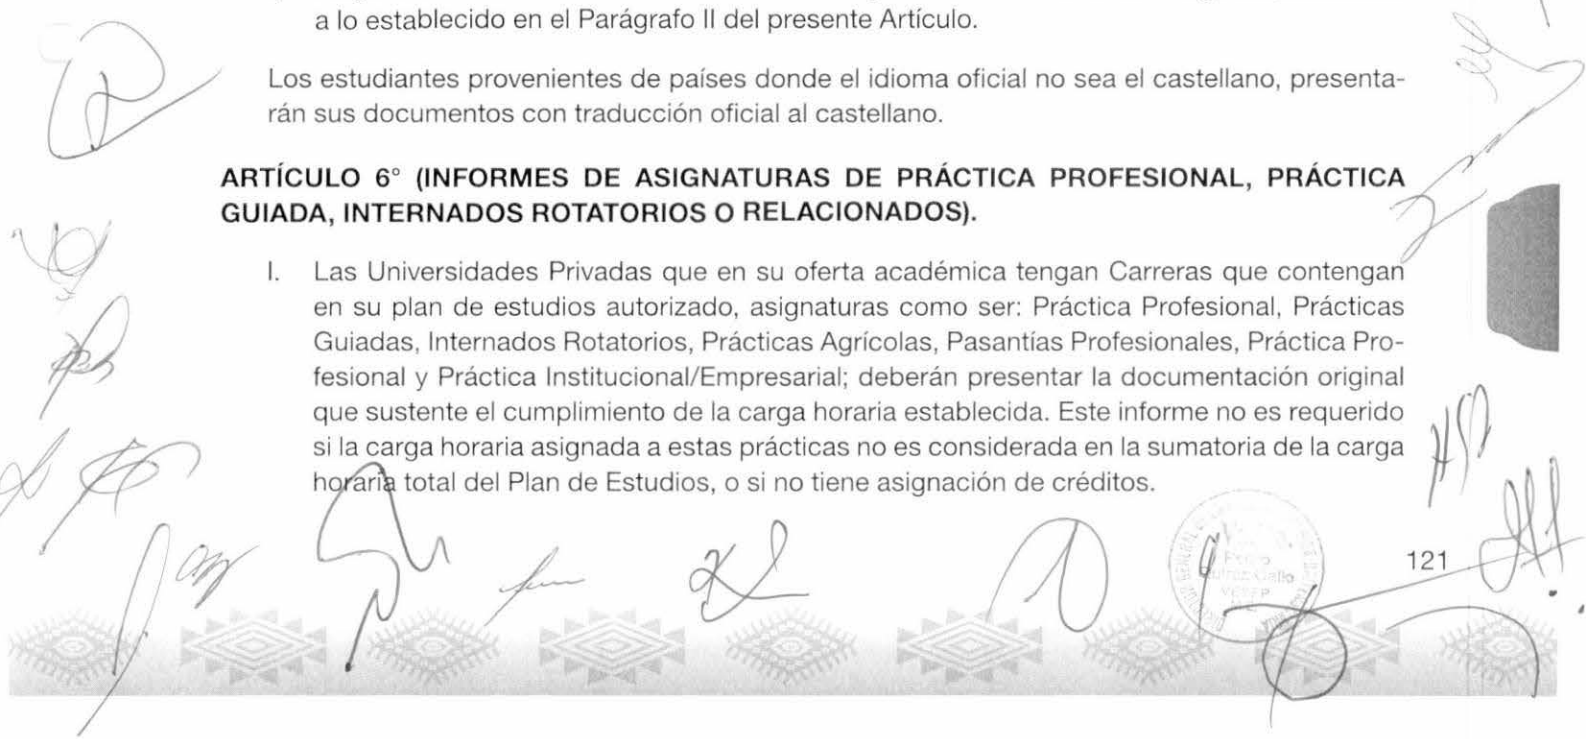 a lo establecido en el Parágrafo II del presente Artículo.
Los estudiantes provenientes de países donde el idioma oficial no sea el castellano, presenta-
rán sus documentos con traducción oficial al castellano.
ARTÍCULO 6° (INFORMES DE ASIGNATURAS DE PRÁCTICA PROFESIONAL, PRÁCTICA
GUIADA, INTERNADOS ROTATORIOS O RELACIONADOS).
I. Las Universidades Privadas que en su oferta académica tengan Carreras que contengan
en su plan de estudios autorizado, asignaturas como ser: Práctica Profesional, Prácticas
Guiadas, Internados Rotatorios, Prácticas Agrícolas, Pasantías Profesionales, Práctica Pro-
fesional y Práctica Institucional/Empresarial; deberán presentar la documentación original
que sustente el cumplimiento de la carga horaria establecida. Este informe no es requerido
si la carga horaria asignada a estas prácticas no es considerada en la sumatoria de la carga
horaria total del Plan de Estudios, o si no tiene asignación de créditos.
121